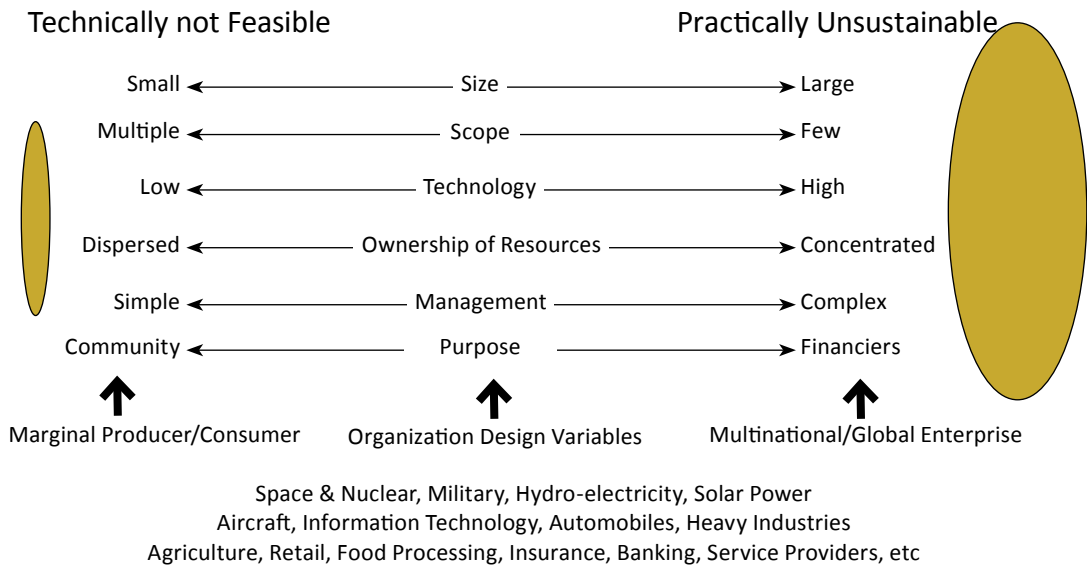 Technically not Feasible Practically Unsustainable
Small Size Large
Multiple Scope Few
Low Technology High
Dispersed Ownership of Resources Concentrated
Simple Management Complex
Community Purpose Financiers
Marginal Producer/Consumer Organization Design Variables Multinational/Global Enterprise
Space & Nuclear, Military, Hydro-electricity, Solar Power
Aircraft, Information Technology, Automobiles, Heavy Industries
Agriculture, Retail, Food Processing, Insurance, Banking, Service Providers, etc